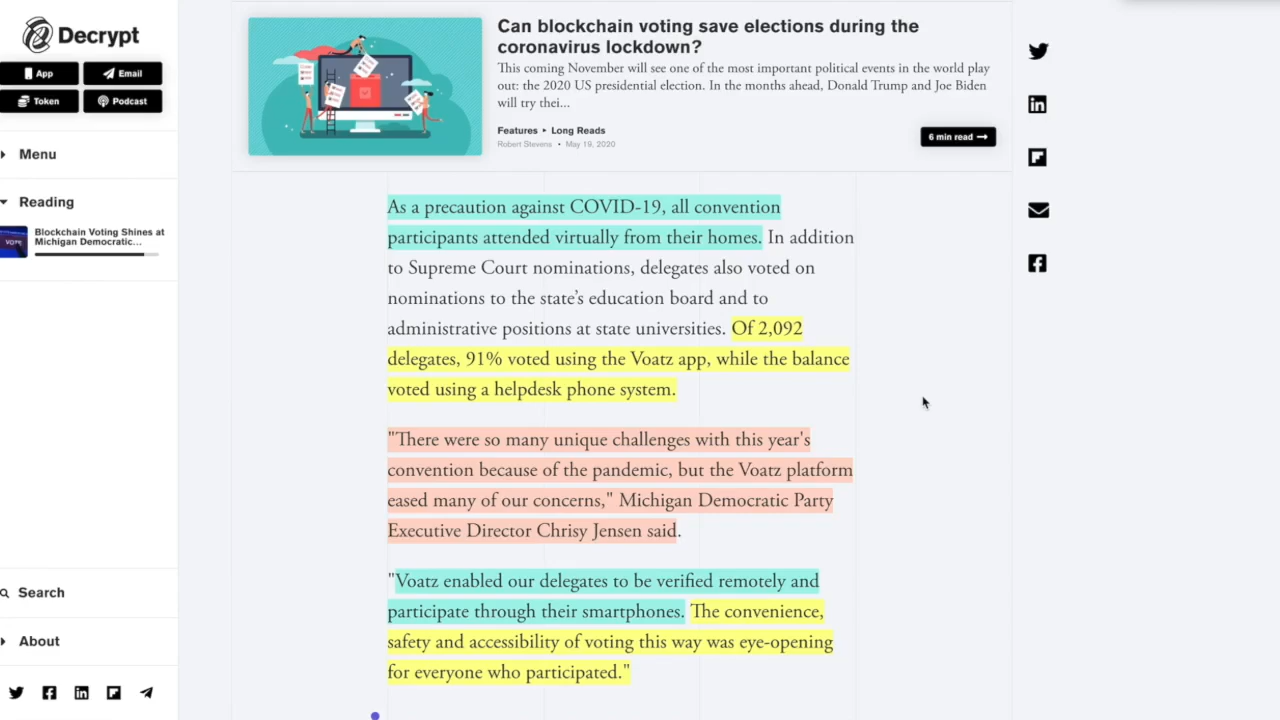 Decrypt
App
Email
Token
Podcast
Menu
Reading
VOTE
Blockchain Voting Shines at
Michigan Democratic...
Search
About
Can blockchain voting save elections during the
coronavirus lockdown?
This coming November will see one of the most important political events in the world play
out: the 2020 US presidential election. In the months ahead, Donald Trump and Joe Biden
will try thei...
Features ‣ Long Reads
Robert Stevens • May 19, 2020
6 min read →
As a precaution against COVID-19, all convention
participants attended virtually from their homes. In addition
to Supreme Court nominations, delegates also voted on
nominations to the state’s education board and to
administrative positions at state universities. Of 2,092
delegates, 91% voted using the Voatz app, while the balance
voted using a helpdesk phone system.
"There were so many unique challenges with this year's
convention because of the pandemic, but the Voatz platform
eased many of our concerns," Michigan Democratic Party
Executive Director Chrisy Jensen said.
"Voatz enabled our delegates to be verified remotely and
participate through their smartphones. The convenience,
safety and accessibility of voting this way was eye-opening
for everyone who participated."